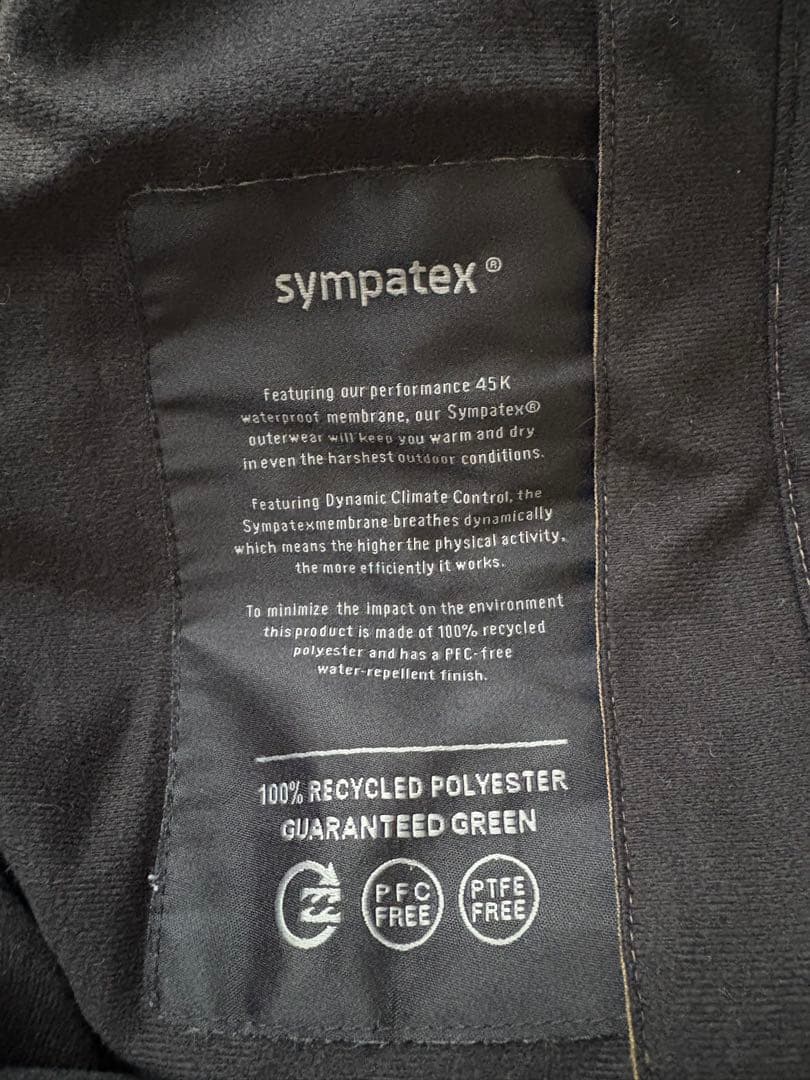 sympatex®
Featuring our performance 45K
waterproof membrane, our Sympatex®
outerwear will keep you warm and dry
in even the harshest outdoor conditions.
Featuring Dynamic Climate Control, the
Sympatexmembrane breathes dynamically
which means the higher the physical activity,
the more efficiently it works.
To minimize the impact on the environment
this product is made of 100% recycled
polyester and has a PFC-free
water-repellent finish.
100% RECYCLED POLYESTER
GUARANTEED GREEN
PFC
FREE
PTFE
FREE